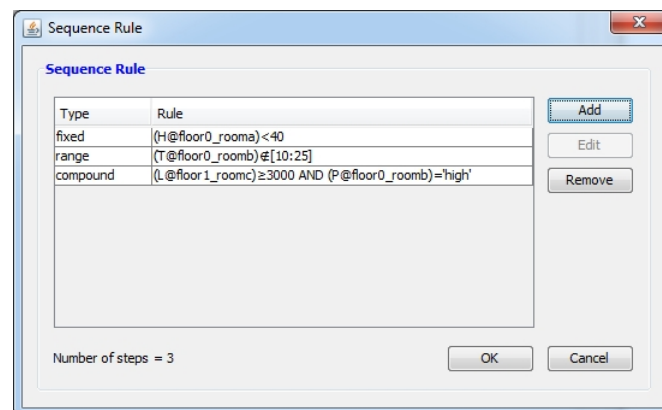 Sequence Rule
Sequence Rule
Type Rule
fixed (H@floor0_rooma)<40
range (T@floor0_roomb)∉[10:25]
compound (L@floor1_roomc)≥3000 AND (P@floor0_roomb)='high'
Add
Edit
Remove
Number of steps = 3
OK
Cancel